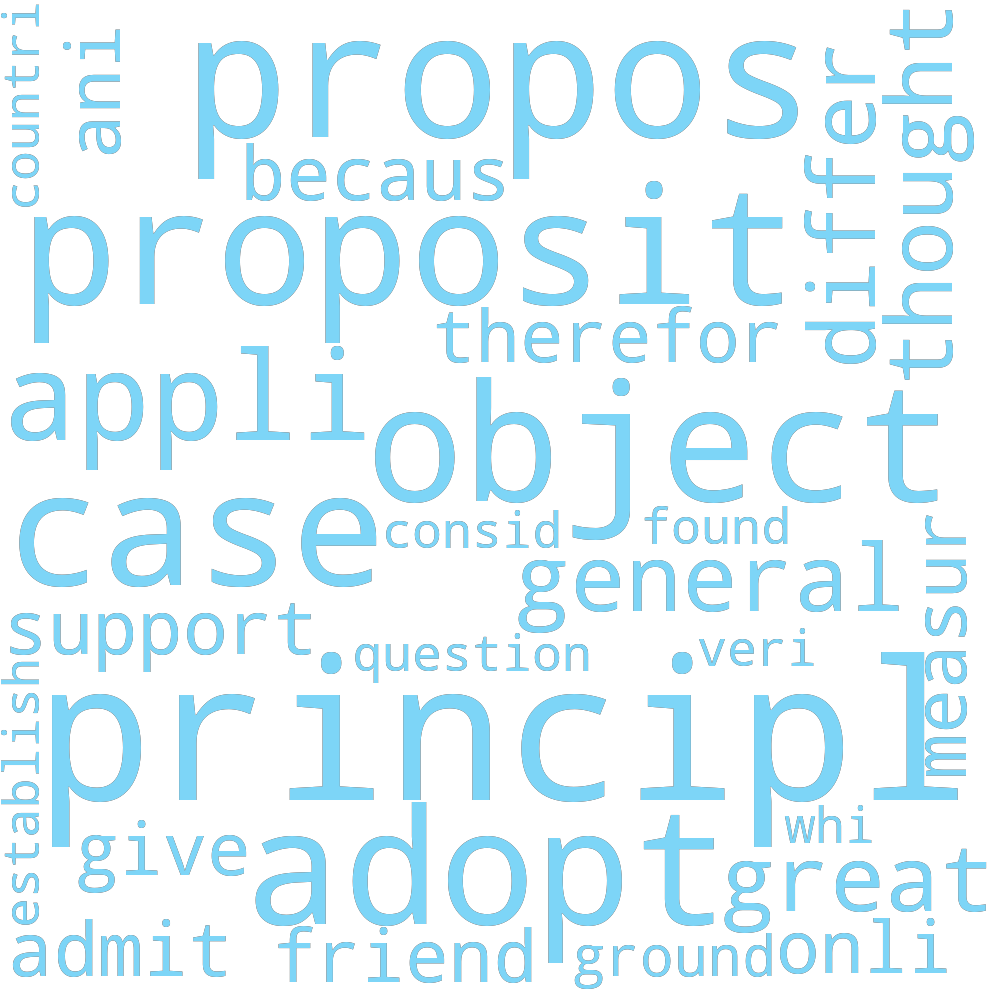 countri
ani
propos
differ
thought
becaus
proposit
therefor
appli
object
case
consid
found
general
measur
support
question
veri
establish
principl
whi
give
adopt
great
admit
friend
ground
onli